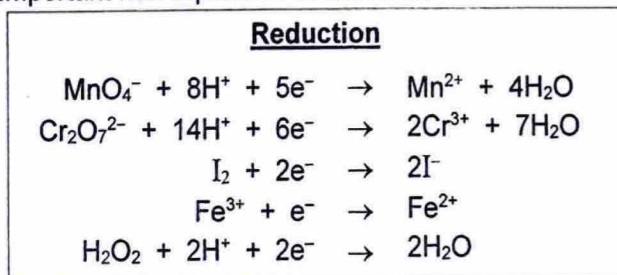 Reduction
MnO₄⁻ + 8H⁺ + 5e⁻ → Mn²⁺ + 4H₂O
Cr₂O₇²⁻ + 14H⁺ + 6e⁻ → 2Cr³⁺ + 7H₂O
I₂ + 2e⁻ → 2I⁻
Fe³⁺ + e⁻ → Fe²⁺
H₂O₂ + 2H⁺ + 2e⁻ → 2H₂O